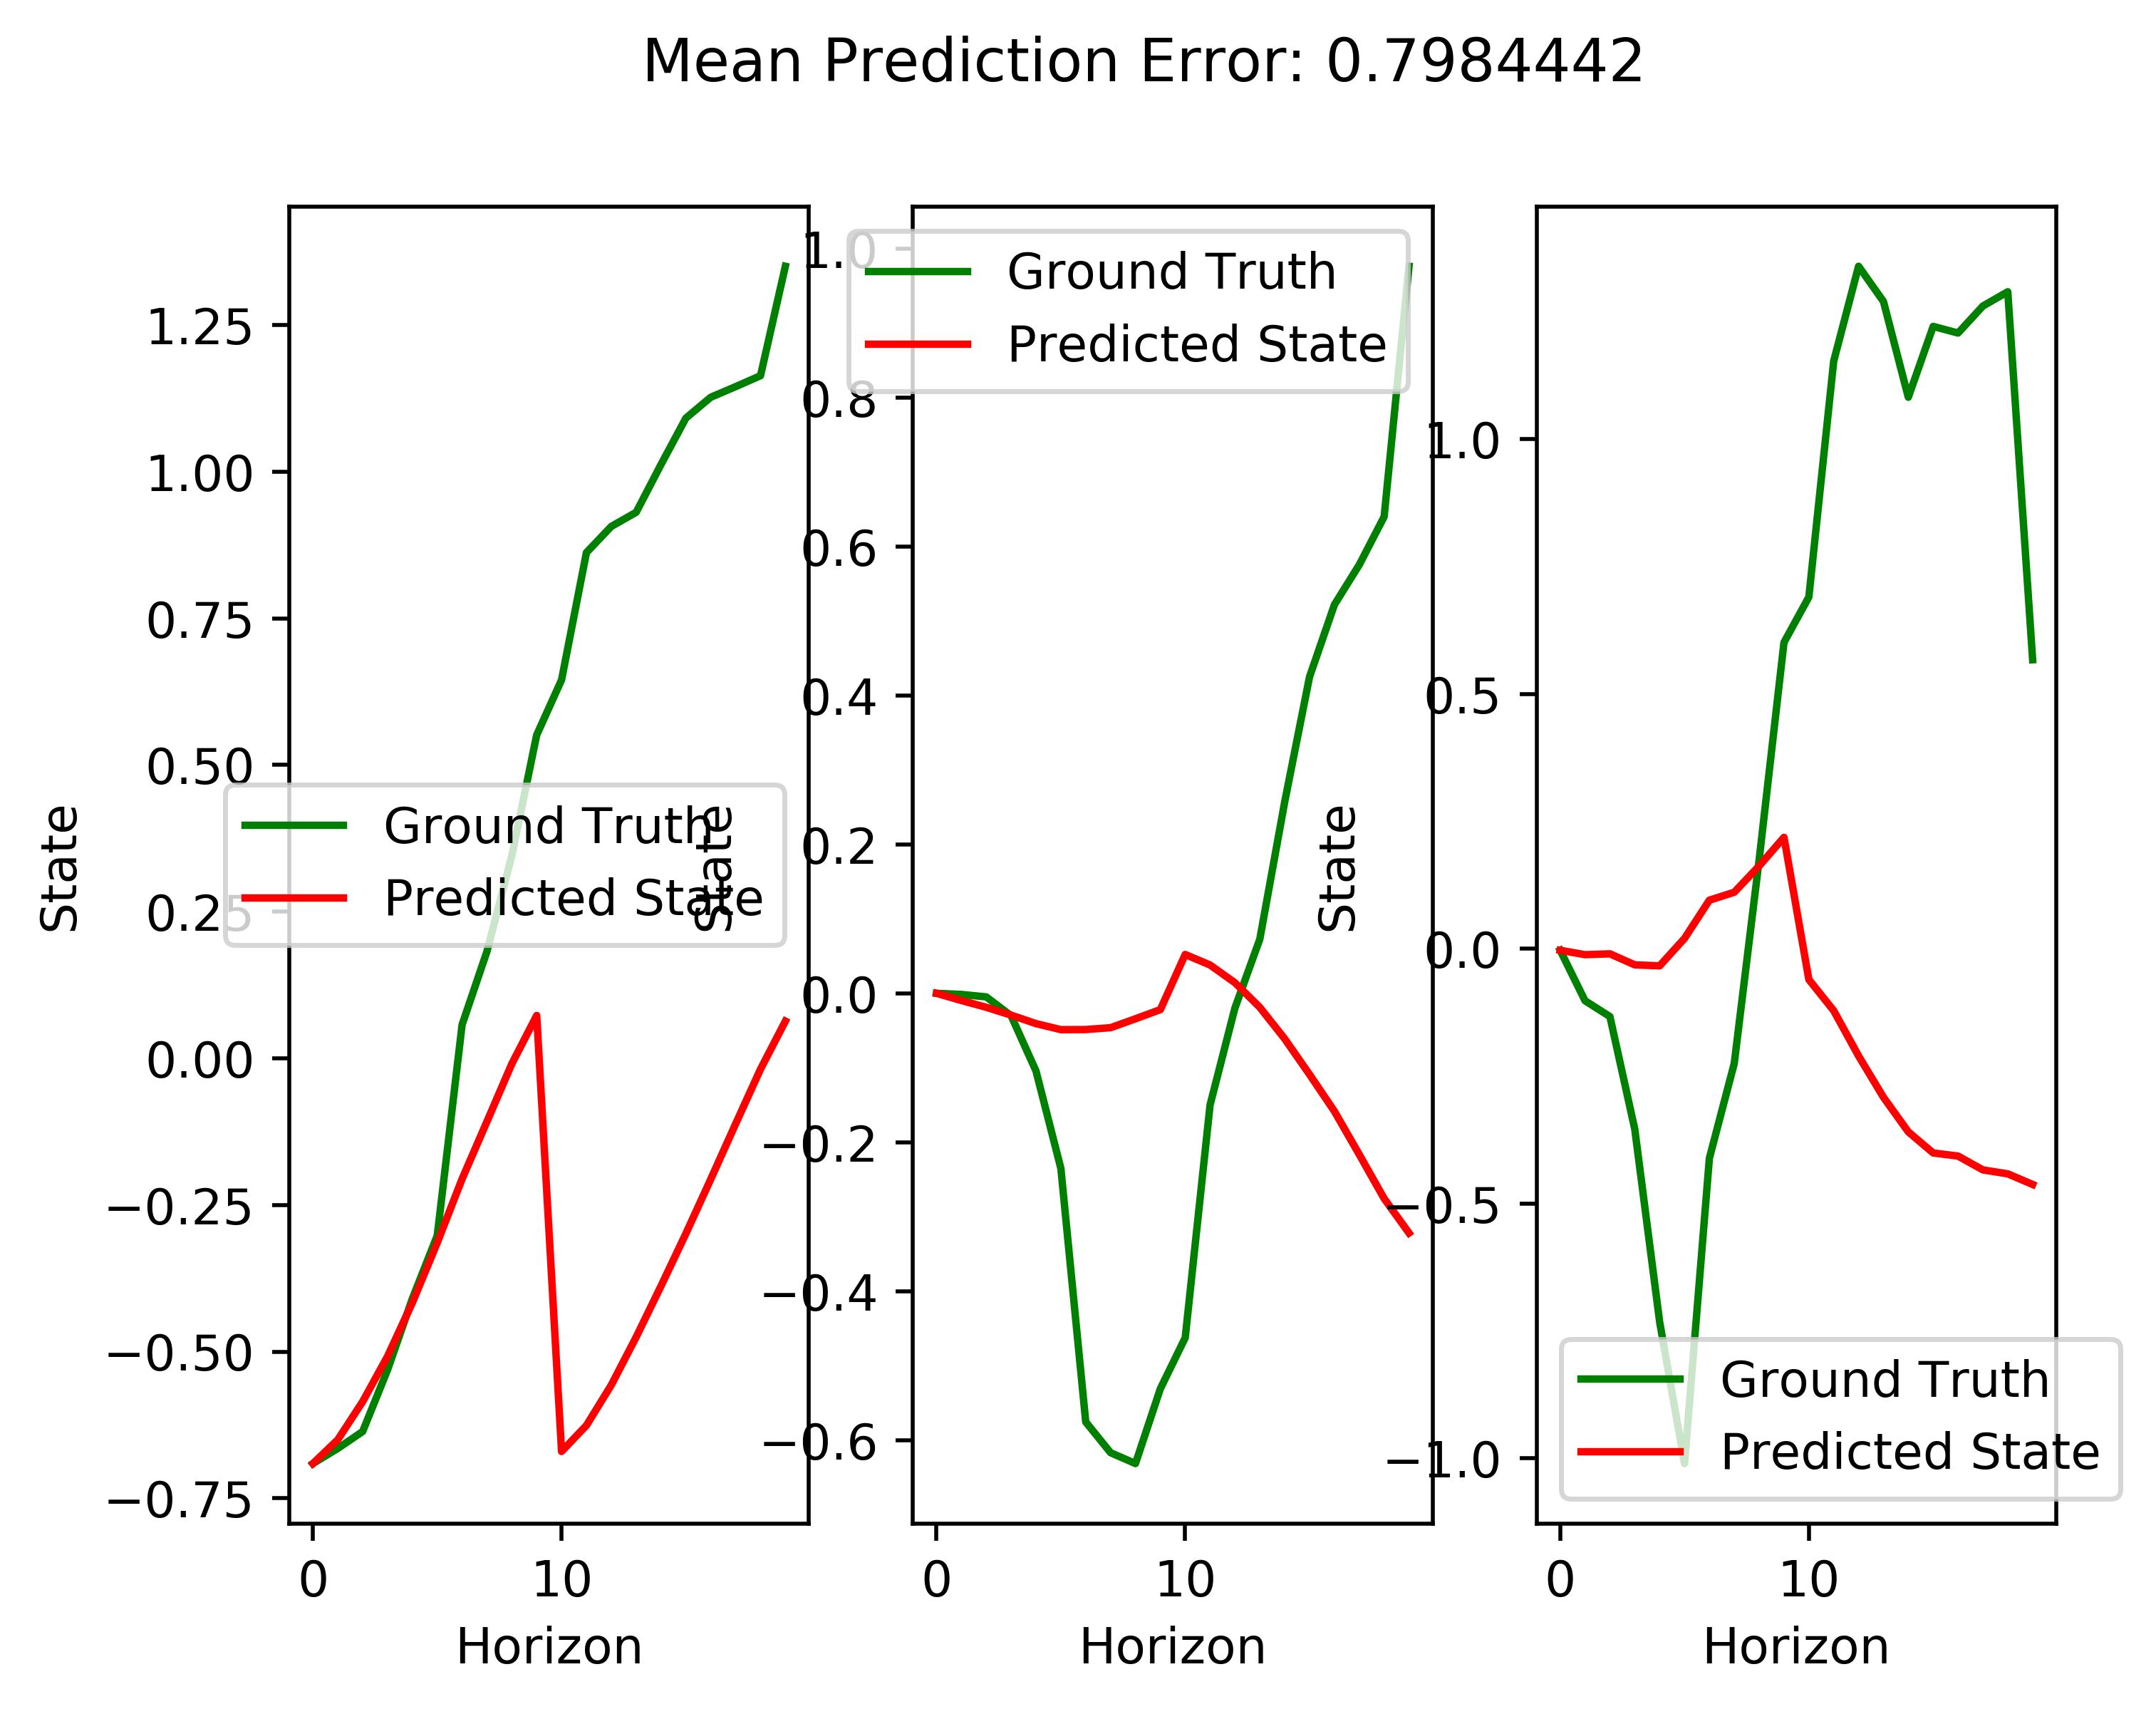 Mean Prediction Error: 0.7984442
State
1.25
1.00
0.75
0.50
0.25
0.00
−0.25
−0.50
−0.75
Ground Truth
Predicted State
0
10
Horizon
State
1.0
0.8
0.6
0.4
0.2
0.0
−0.2
−0.4
−0.6
Ground Truth
Predicted State
0
10
Horizon
State
1.0
0.5
0.0
−0.5
−1.0
Ground Truth
Predicted State
0
10
Horizon